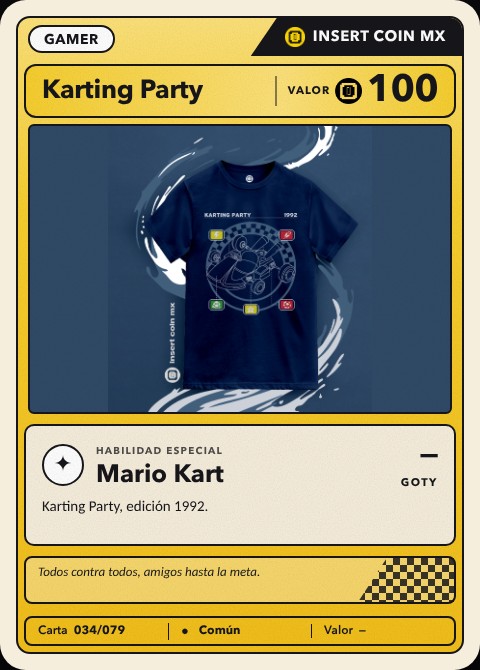 GAMER
INSERT COIN MX
Karting Party
VALOR 100
KARTING PARTY 1992
insert coin mx
HABILIDAD ESPECIAL
Mario Kart
–
GOTY
Karting Party, edición 1992.
Todos contra todos, amigos hasta la meta.
Carta 034/079 • Común Valor –